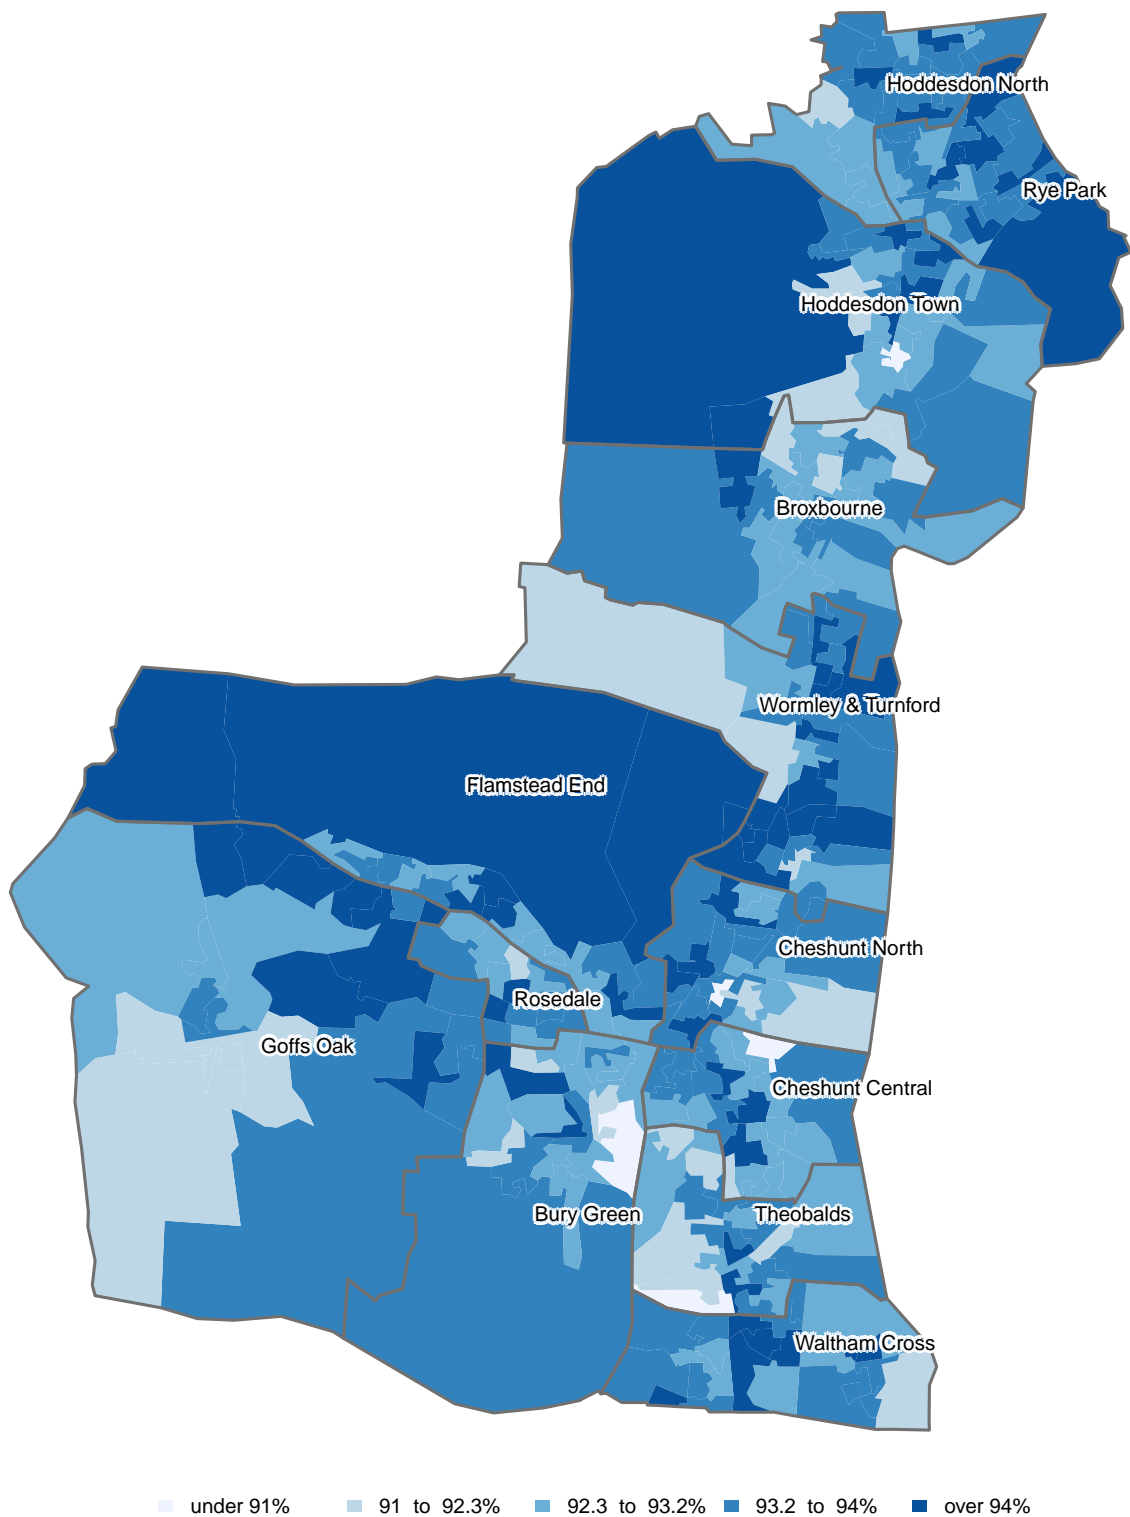 Hoddesdon North
Rye Park
Hoddesdon Town
Broxbourne
Wormley & Turnford
Flamstead End
Cheshunt North
Rosedale
Goffs Oak
Cheshunt Central
Bury Green
Theobalds
Waltham Cross
under 91% 91 to 92.3% 92.3 to 93.2% 93.2 to 94% over 94%